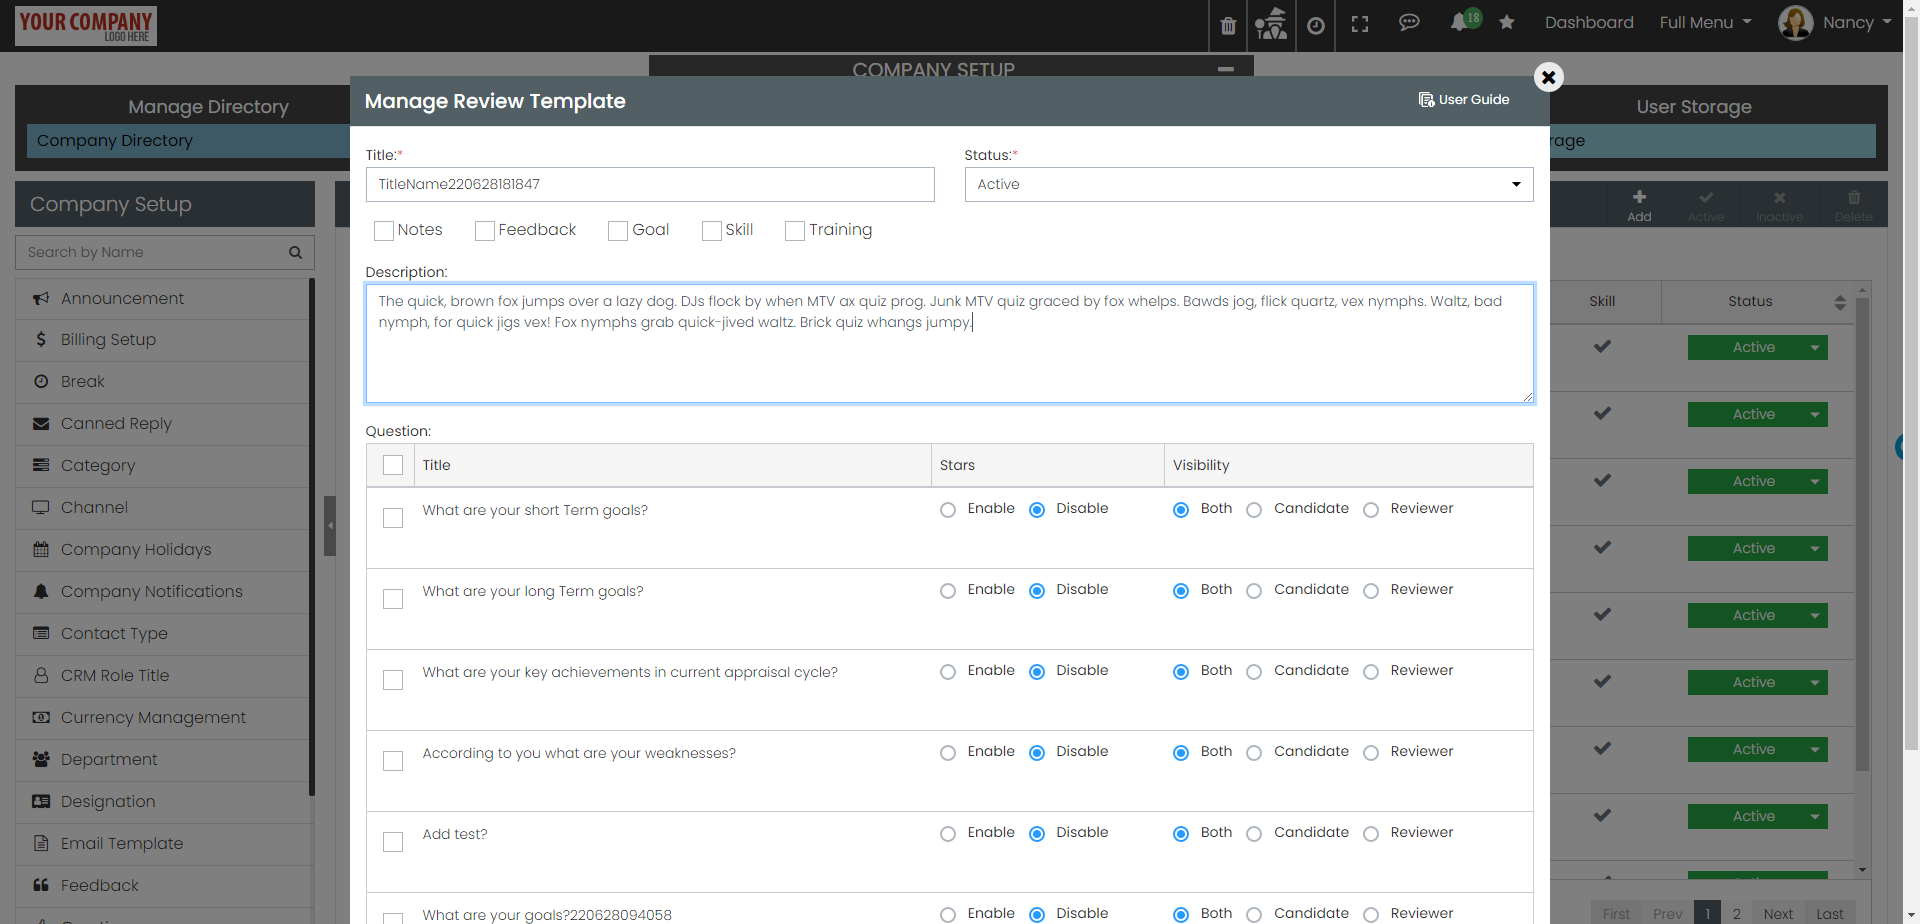 YOUR COMPANY
LOGO HERE
18
Dashboard
Full Menu
Nancy
COMPANY SETUP
Manage Directory
Company Directory
User Storage
rage
Manage Review Template
User Guide
Company Setup
Search by Name
Announcement
Billing Setup
Break
Canned Reply
Category
Channel
Company Holidays
Company Notifications
Contact Type
CRM Role Title
Currency Management
Department
Designation
Email Template
Feedback
Title:*
TitleName220628181847
Status:*
Active
Notes
Feedback
Goal
Skill
Training
Description:
The quick, brown fox jumps over a lazy dog. DJs flock by when MTV ax quiz prog. Junk MTV quiz graced by fox whelps. Bawds jog, flick quartz, vex nymphs. Waltz, bad
nymph, for quick jigs vex! Fox nymphs grab quick-jived waltz. Brick quiz whangs jumpy.
Question:
Title Stars Visibility
What are your short Term goals? Enable Disable Both Candidate Reviewer
What are your long Term goals? Enable Disable Both Candidate Reviewer
What are your key achievements in current appraisal cycle? Enable Disable Both Candidate Reviewer
According to you what are your weaknesses? Enable Disable Both Candidate Reviewer
Add test? Enable Disable Both Candidate Reviewer
What are your goals?220628094058 Enable Disable Both Candidate Reviewer
Add
Active
Inactive
Delete
Skill Status
Active
Active
Active
Active
Active
Active
Active
Active
Active
First Prev 1 2 Next Last